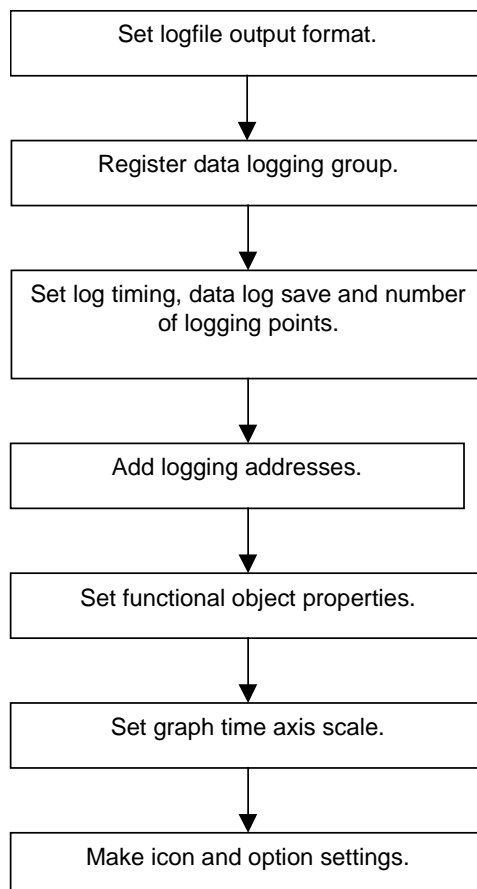 Set logfile output format.
Register data logging group.
Set log timing, data log save and number
of logging points.
Add logging addresses.
Set functional object properties.
Set graph time axis scale.
Make icon and option settings.